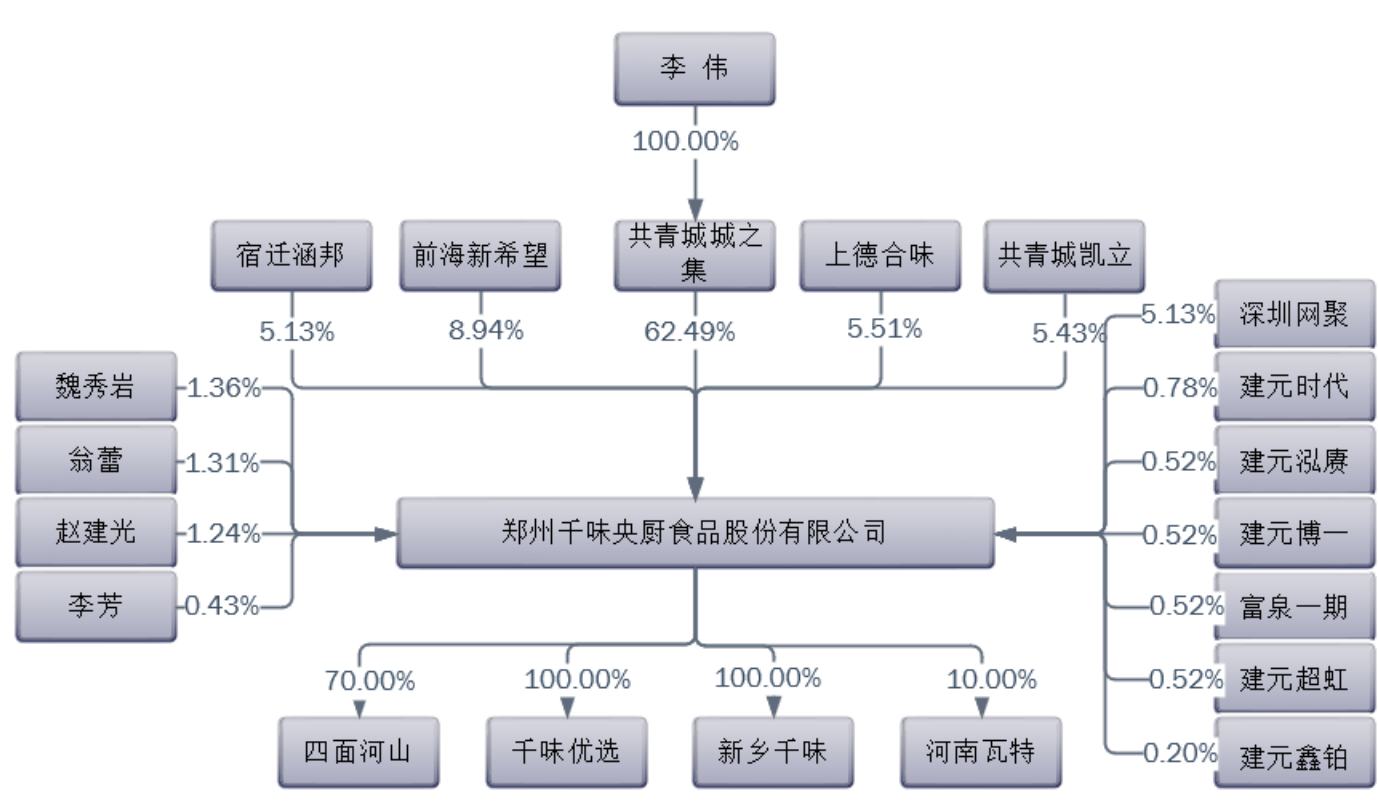 李 伟
100.00%
宿迁涵邦
前海新希望
共青城城之
集
上德合味
共青城凯立
5.13%
8.94%
62.49%
5.51%
5.43%
魏秀岩
1.36%
翁蕾
1.31%
赵建光
1.24%
李芳
0.43%
郑州千味央厨食品股份有限公司
5.13%
深圳网聚
0.78%
建元时代
0.52%
建元泓赓
0.52%
建元博一
0.52%
富泉一期
0.52%
建元超虹
0.20%
建元鑫铂
70.00%
100.00%
100.00%
10.00%
四面河山
千味优选
新乡千味
河南瓦特